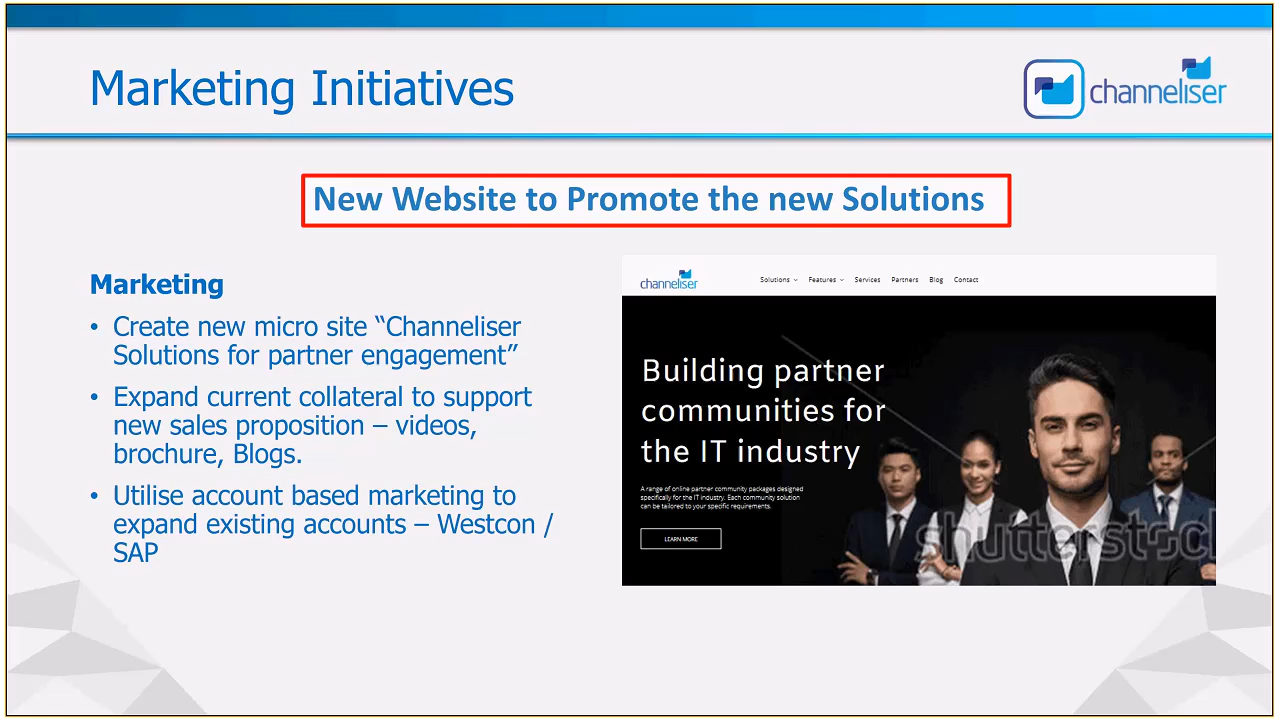 Marketing Initiatives
channeliser
New Website to Promote the new Solutions
Marketing
• Create new micro site “Channeliser
Solutions for partner engagement”
• Expand current collateral to support
new sales proposition – videos,
brochure, Blogs.
• Utilise account based marketing to
expand existing accounts – Westcon /
SAP
channeliser
Solutions Features Services Partners Blog Contact
Building partner
communities for
the IT industry
A range of online partner community packages designed
specifically for the IT industry. Each community solution
can be tailored to your specific requirements.
LEARN MORE
shutterstock